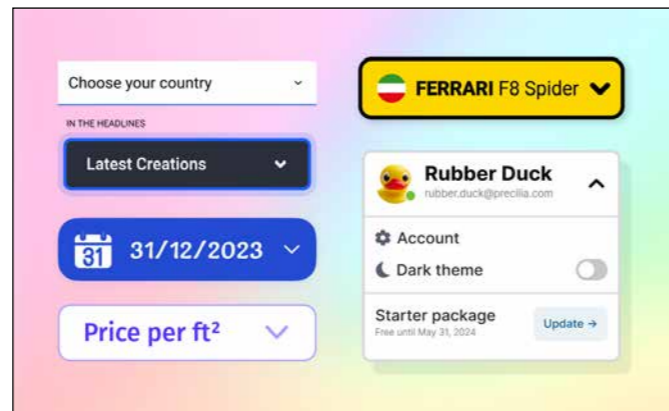 Choose your country
IN THE HEADLINES
Latest Creations
31
31/12/2023
Price per ft²
FERRARI F8 Spider
Rubber Duck
rubber.duck@precilia.com
Account
Dark theme
Starter package
Free until May 31, 2024
Update →